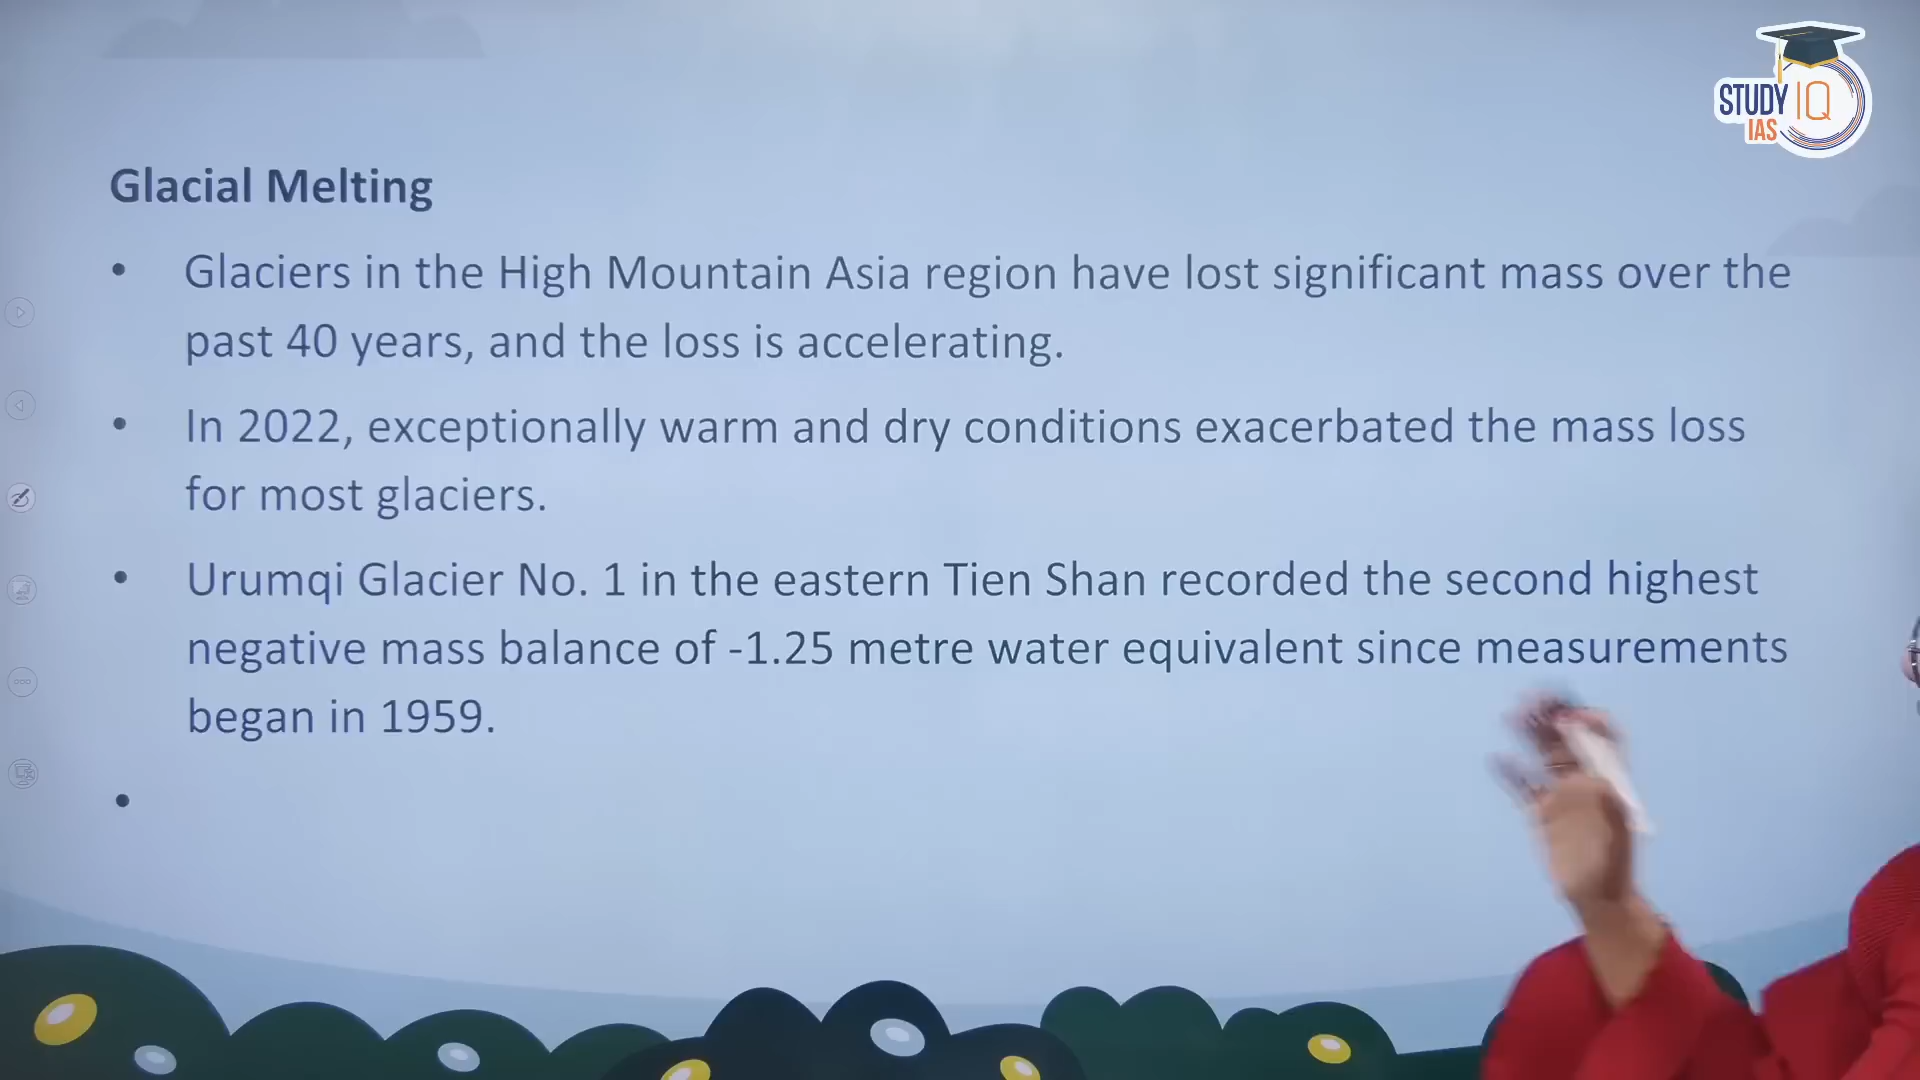 STUDY IQ
IAS
Glacial Melting
• Glaciers in the High Mountain Asia region have lost significant mass over the
past 40 years, and the loss is accelerating.
• In 2022, exceptionally warm and dry conditions exacerbated the mass loss
for most glaciers.
• Urumqi Glacier No. 1 in the eastern Tien Shan recorded the second highest
negative mass balance of -1.25 metre water equivalent since measurements
began in 1959.
•